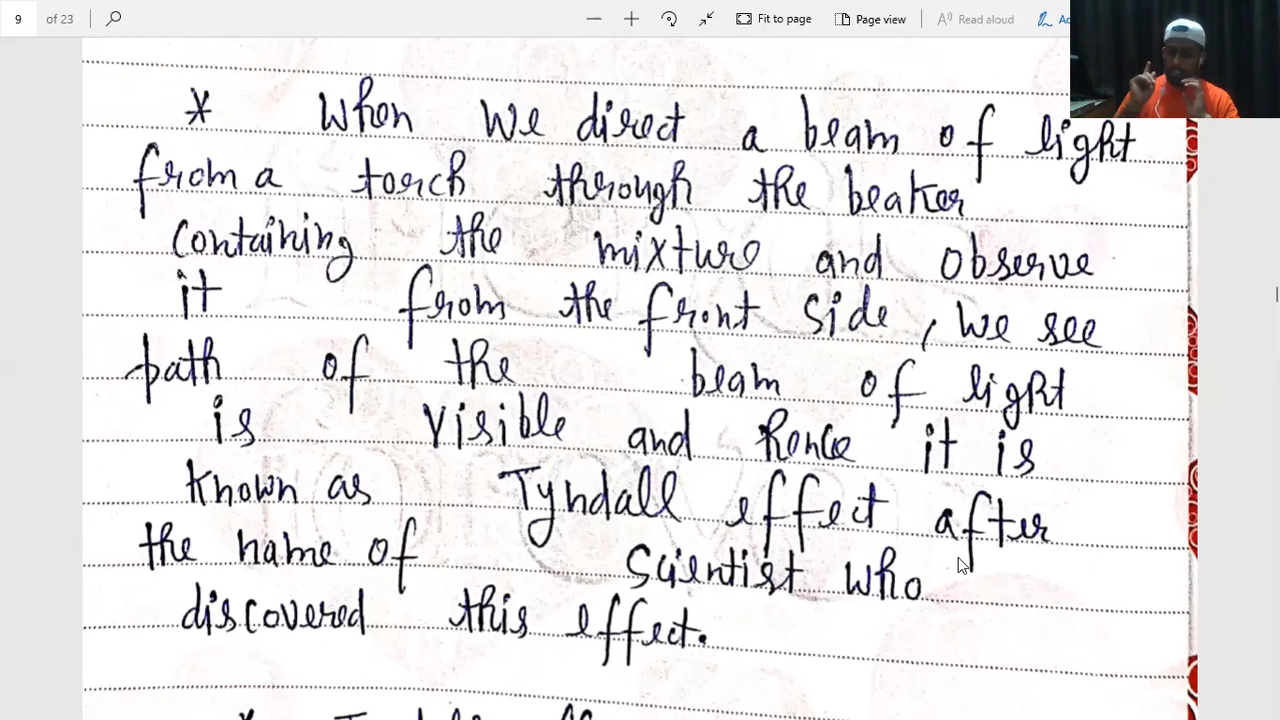 9 of 23 Fit to page Page view Read aloud
* When we direct a beam of light
from a torch through the beaker
containing the mixture and observe
it from the front side, we see
path of the beam of light
is visible and hence it is
known as Tyndall effect after
the name of Scientist who
discovered this effect.